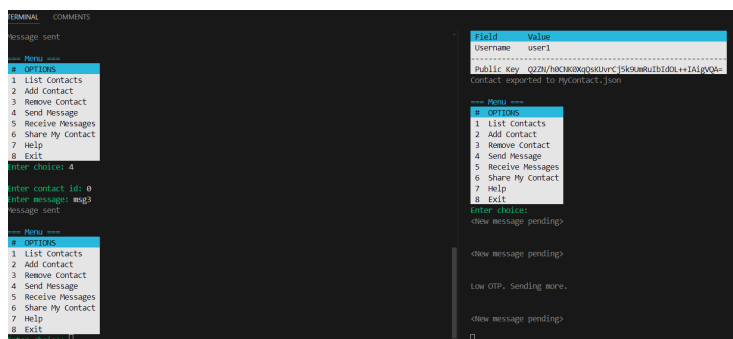 TERMINAL COMMENTS
Message sent
=== Menu ===
# OPTIONS
1 List Contacts
2 Add Contact
3 Remove Contact
4 Send Message
5 Receive Messages
6 Share My Contact
7 Help
8 Exit
Enter choice: 4
Enter contact id: 0
Enter message: msg3
Message sent
=== Menu ===
# OPTIONS
1 List Contacts
2 Add Contact
3 Remove Contact
4 Send Message
5 Receive Messages
6 Share My Contact
7 Help
8 Exit
Field Value
Username user1
Public Key
Contact exported to MyContact.json
=== Menu ===
# OPTIONS
1 List Contacts
2 Add Contact
3 Remove Contact
4 Send Message
5 Receive Messages
6 Share My Contact
7 Help
8 Exit
Enter choice:
<New message pending>
<New message pending>
Low OTP. Sending more.
<New message pending>